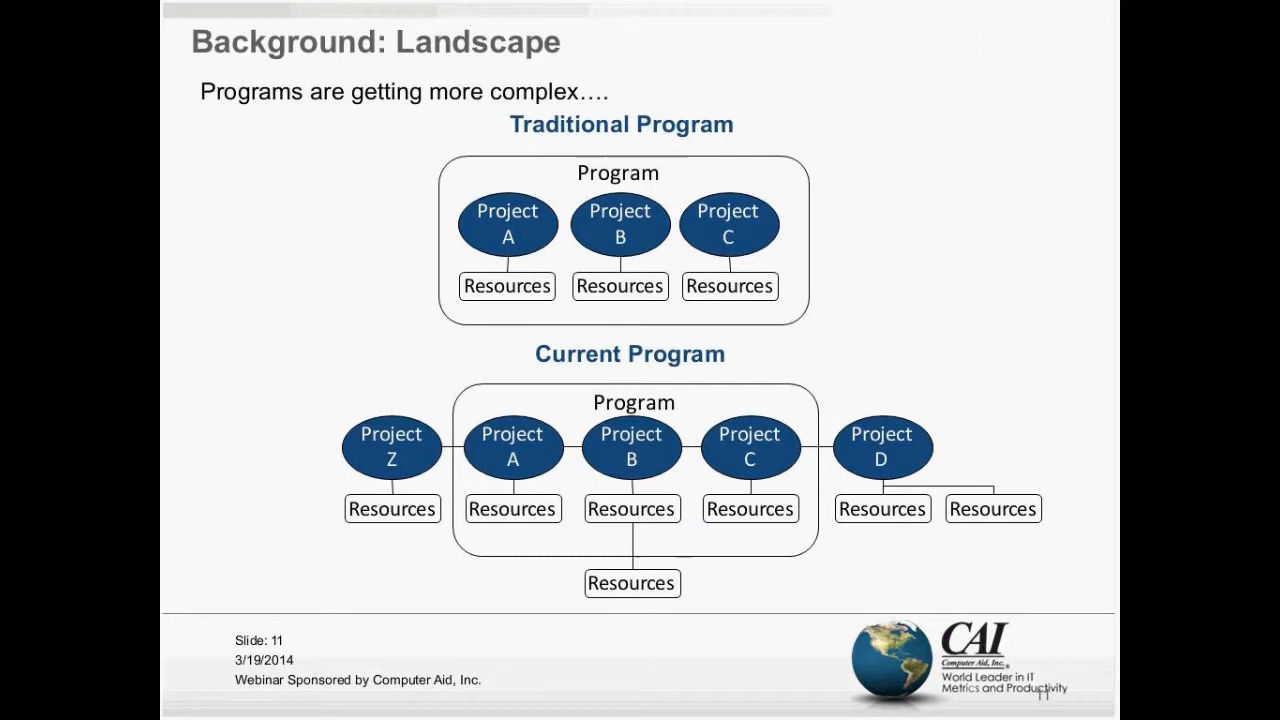 Background: Landscape
Programs are getting more complex….
Traditional Program
Program
Project
A
Project
B
Project
C
Resources
Resources
Resources
Current Program
Program
Project
Z
Project
A
Project
B
Project
C
Project
D
Resources
Resources
Resources
Resources
Resources
Resources
Resources
Slide: 11
3/19/2014
Webinar Sponsored by Computer Aid, Inc.
CAI
Computer Aid, Inc.
World Leader in IT
Metrics and Productivity
11